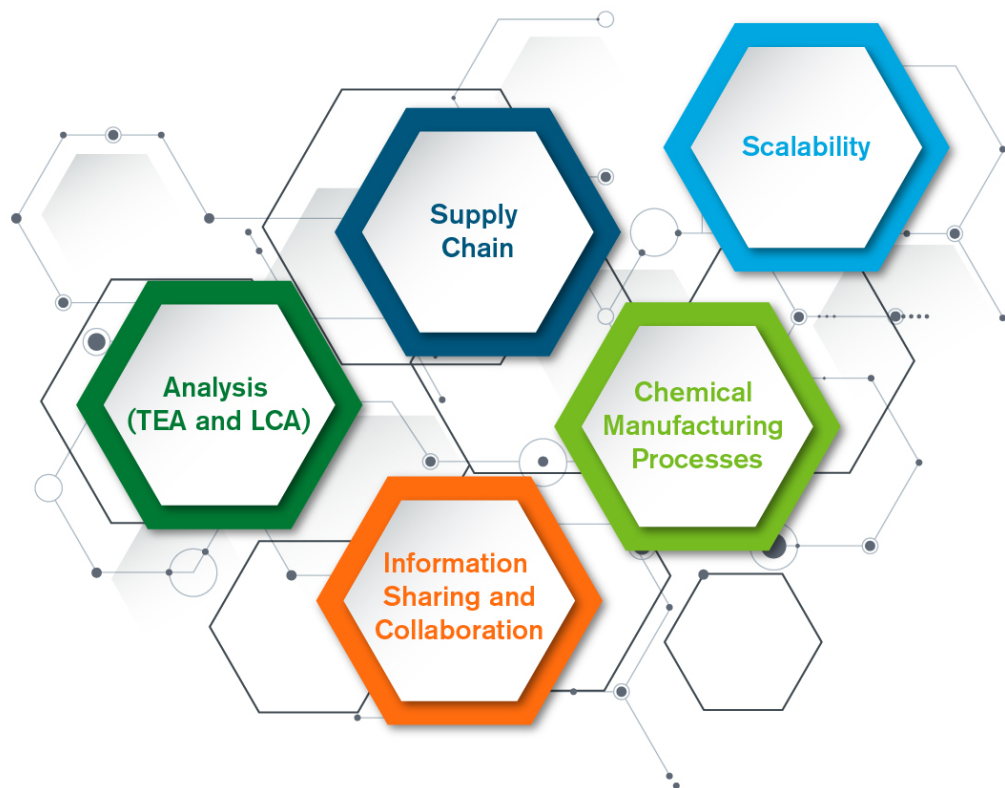 Scalability
Supply
Chain
Analysis
(TEA and LCA)
Chemical
Manufacturing
Processes
Information
Sharing and
Collaboration